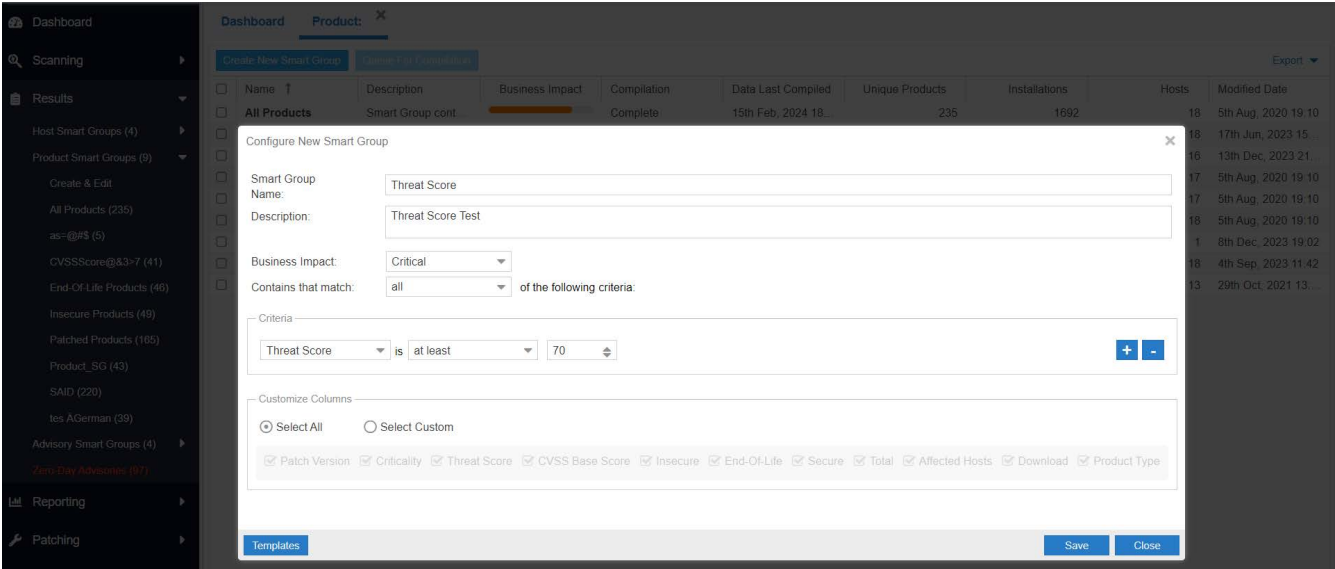 Dashboard
Scanning
Results
Host Smart Groups (4)
Product Smart Groups (9)
Create & Edit
All Products (235)
as=@#$ (5)
CVSSScore@&3>7 (41)
End-Of-Life Products (46)
Insecure Products (49)
Patched Products (165)
Product_SG (43)
SAID (220)
tes ÄGerman (39)
Advisory Smart Groups (4)
Zero Day Advisories (97)
Reporting
Patching
Dashboard Product:
Create New Smart Group Queue For Compilation
Export
Name Description Business Impact Compilation Data Last Compiled Unique Products Installations Hosts Modified Date
All Products Smart Group cont... Complete 15th Feb, 2024 18... 235 1692 18 5th Aug, 2020 19:10
18 17th Jun, 2023 15...
16 13th Dec, 2023 21...
17 5th Aug, 2020 19:10
17 5th Aug, 2020 19:10
18 5th Aug, 2020 19:10
1 8th Dec, 2023 19:02
18 4th Sep, 2023 11:42
13 29th Oct, 2021 13:...
Configure New Smart Group
Smart Group Name: Threat Score
Description: Threat Score Test
Business Impact: Critical
Contains that match: all of the following criteria:
Criteria
Threat Score is at least 70 + -
Customize Columns
Select All Select Custom
Patch Version Criticality Threat Score CVSS Base Score Insecure End-Of-Life Secure Total Affected Hosts Download Product Type
Templates Save Close